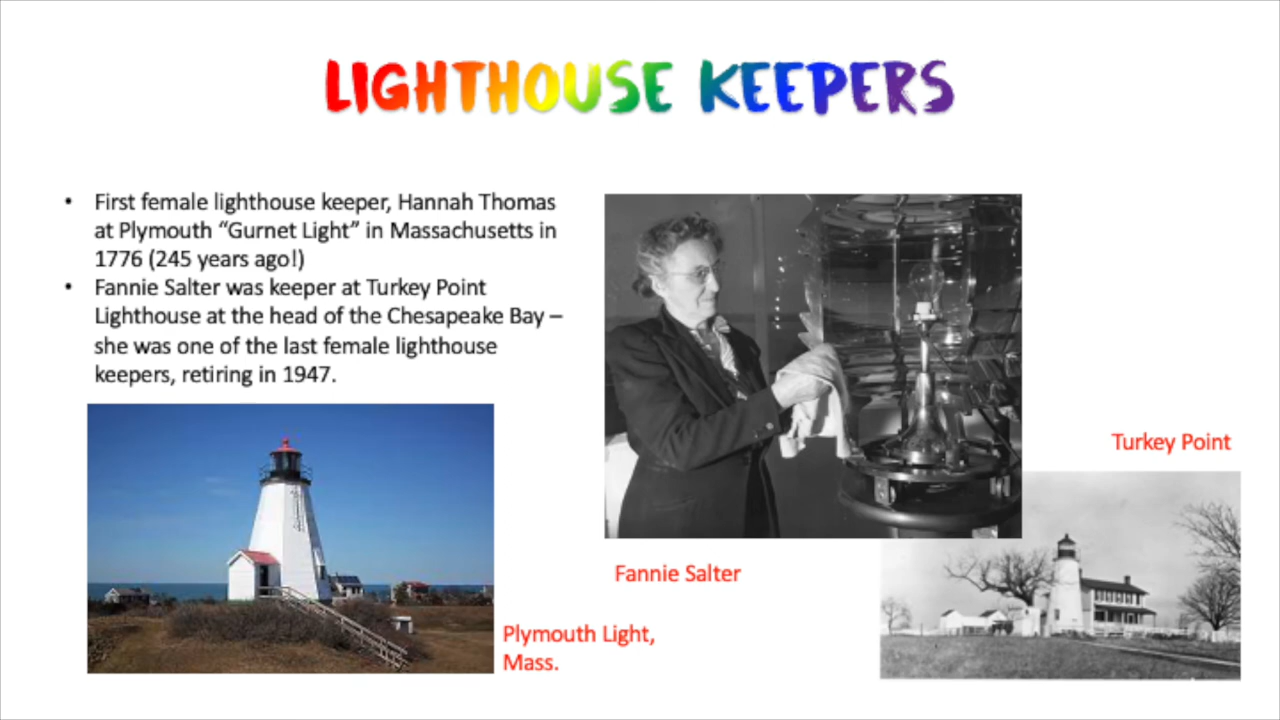 LIGHTHOUSE KEEPERS
• First female lighthouse keeper, Hannah Thomas
at Plymouth “Gurnet Light” in Massachusetts in
1776 (245 years ago!)
• Fannie Salter was keeper at Turkey Point
Lighthouse at the head of the Chesapeake Bay –
she was one of the last female lighthouse
keepers, retiring in 1947.
Turkey Point
Fannie Salter
Plymouth Light,
Mass.